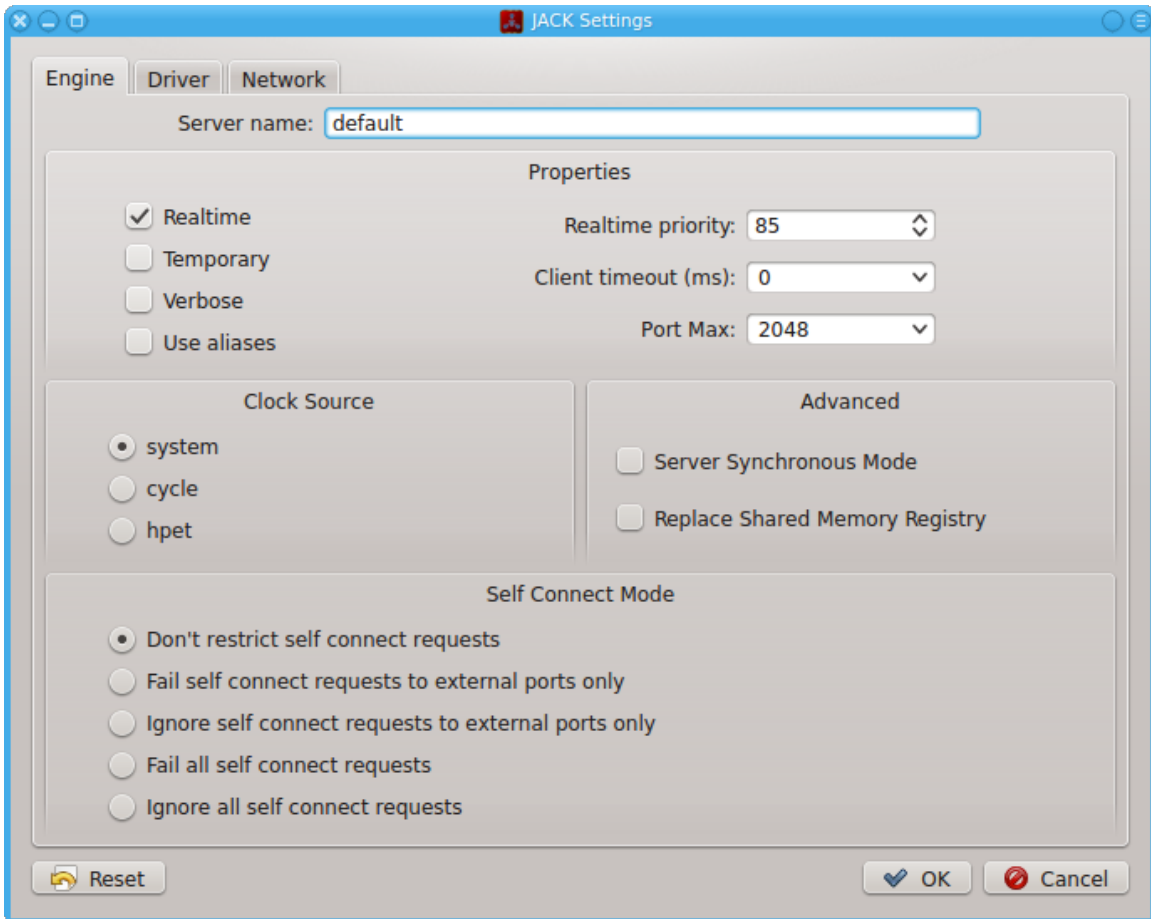 JACK Settings
Engine Driver Network
Server name: default
Properties
Realtime
Realtime priority: 85
Temporary
Client timeout (ms): 0
Verbose
Port Max: 2048
Use aliases
Clock Source
system
cycle
hpet
Advanced
Server Synchronous Mode
Replace Shared Memory Registry
Self Connect Mode
Don't restrict self connect requests
Fail self connect requests to external ports only
Ignore self connect requests to external ports only
Fail all self connect requests
Ignore all self connect requests
Reset OK Cancel